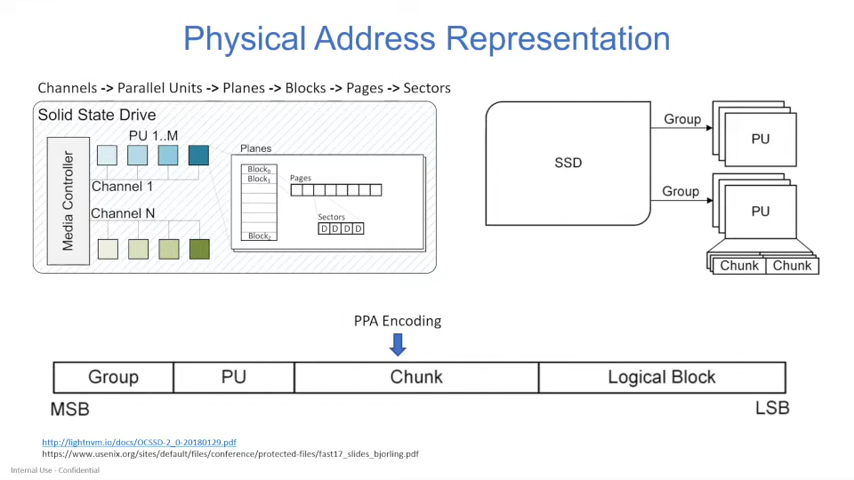 Physical Address Representation
Channels -> Parallel Units -> Planes -> Blocks -> Pages -> Sectors
Solid State Drive
PU 1..M
Media Controller
Channel 1
Channel N
Planes
Block0
Block1
Pages
Sectors
D D D D
Blockz
SSD
Group
PU
Group
PU
Chunk Chunk
PPA Encoding
Group PU Chunk Logical Block
MSB LSB
http://lightnvm.io/docs/OCSSD-2_0-20180129.pdf
https://www.usenix.org/sites/default/files/conference/protected-files/fast17_slides_bjorling.pdf
Internal Use - Confidential